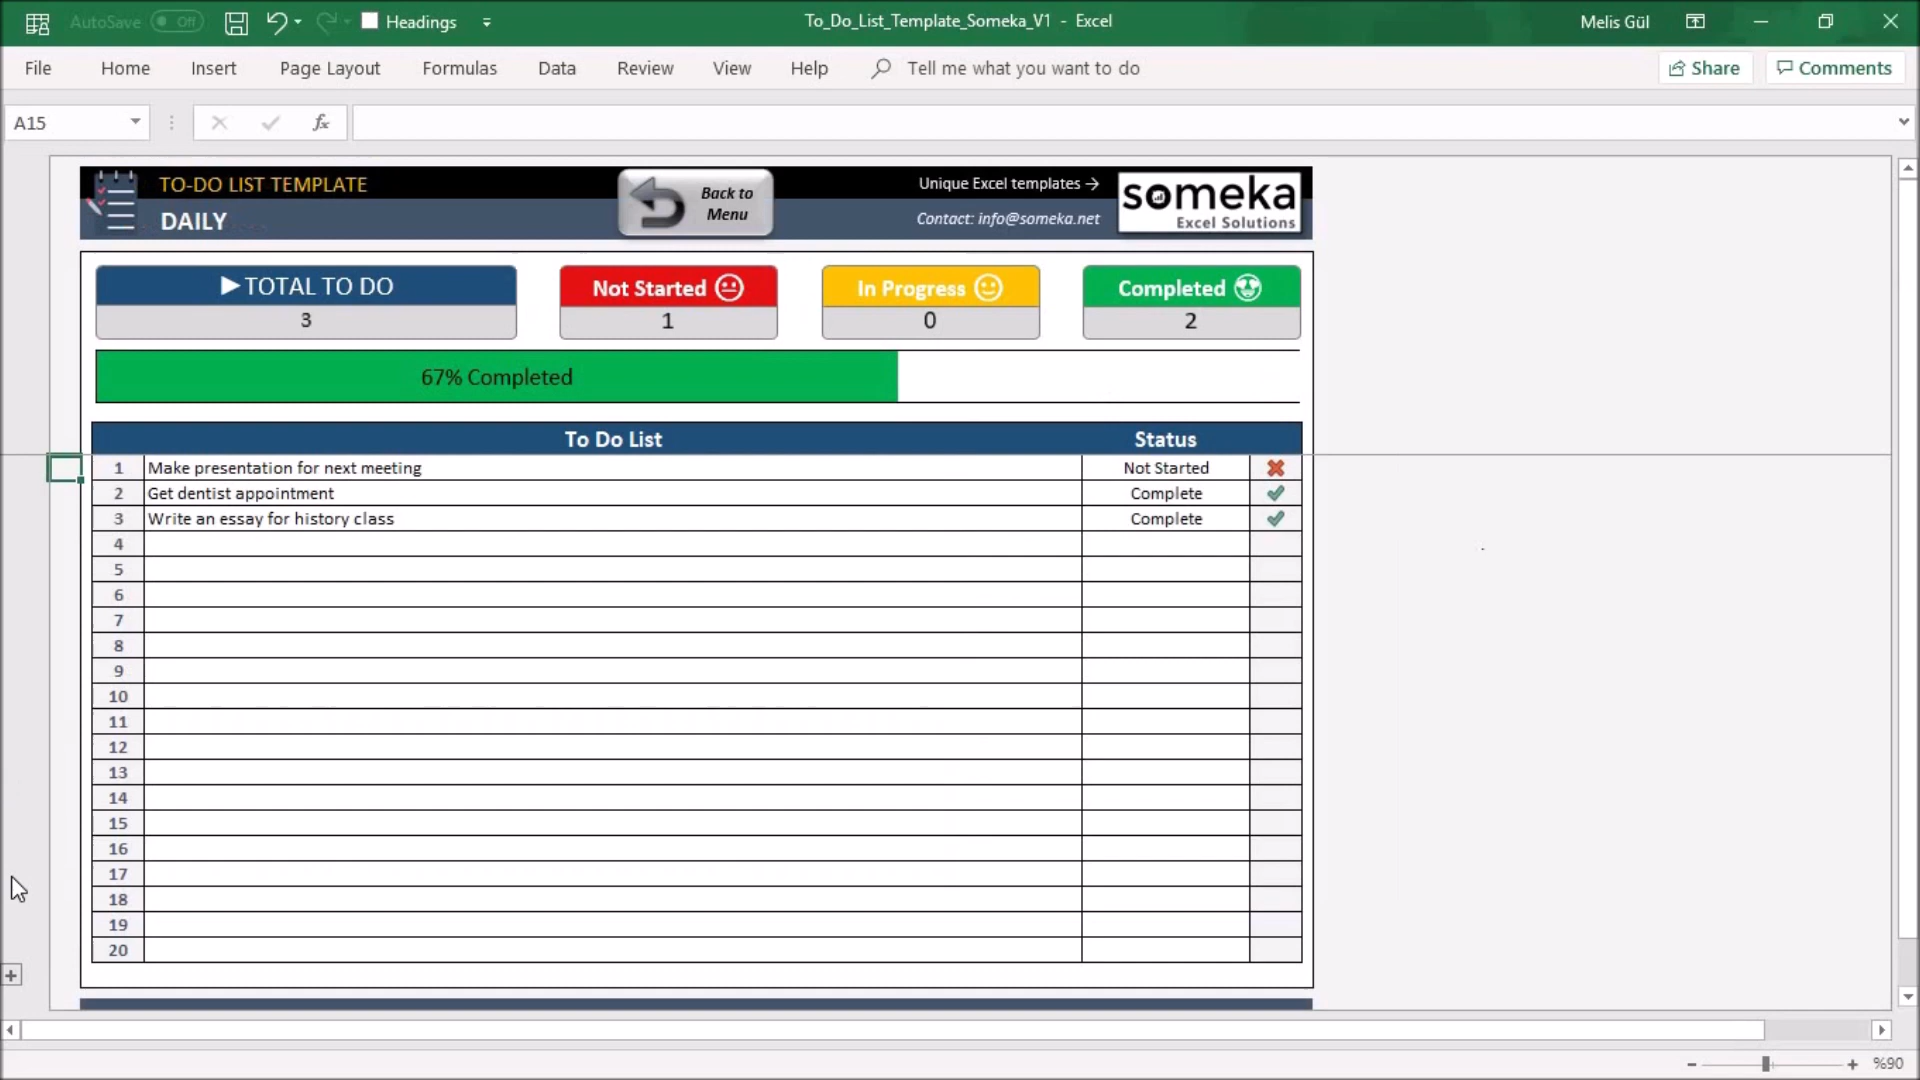 AutoSave Off Headings To_Do_List_Template_Someka_V1 - Excel Melis Gül
File Home Insert Page Layout Formulas Data Review View Help Tell me what you want to do Share Comments
A15 fx
TO-DO LIST TEMPLATE
DAILY
Back to
Menu
Unique Excel templates →
Contact: info@someka.net
someka
Excel Solutions
▶TOTAL TO DO
3
Not Started
1
In Progress
0
Completed
2
67% Completed
To Do List Status
1 Make presentation for next meeting Not Started
2 Get dentist appointment Complete
3 Write an essay for history class Complete
4
5
6
7
8
9
10
11
12
13
14
15
16
17
18
19
20
%90